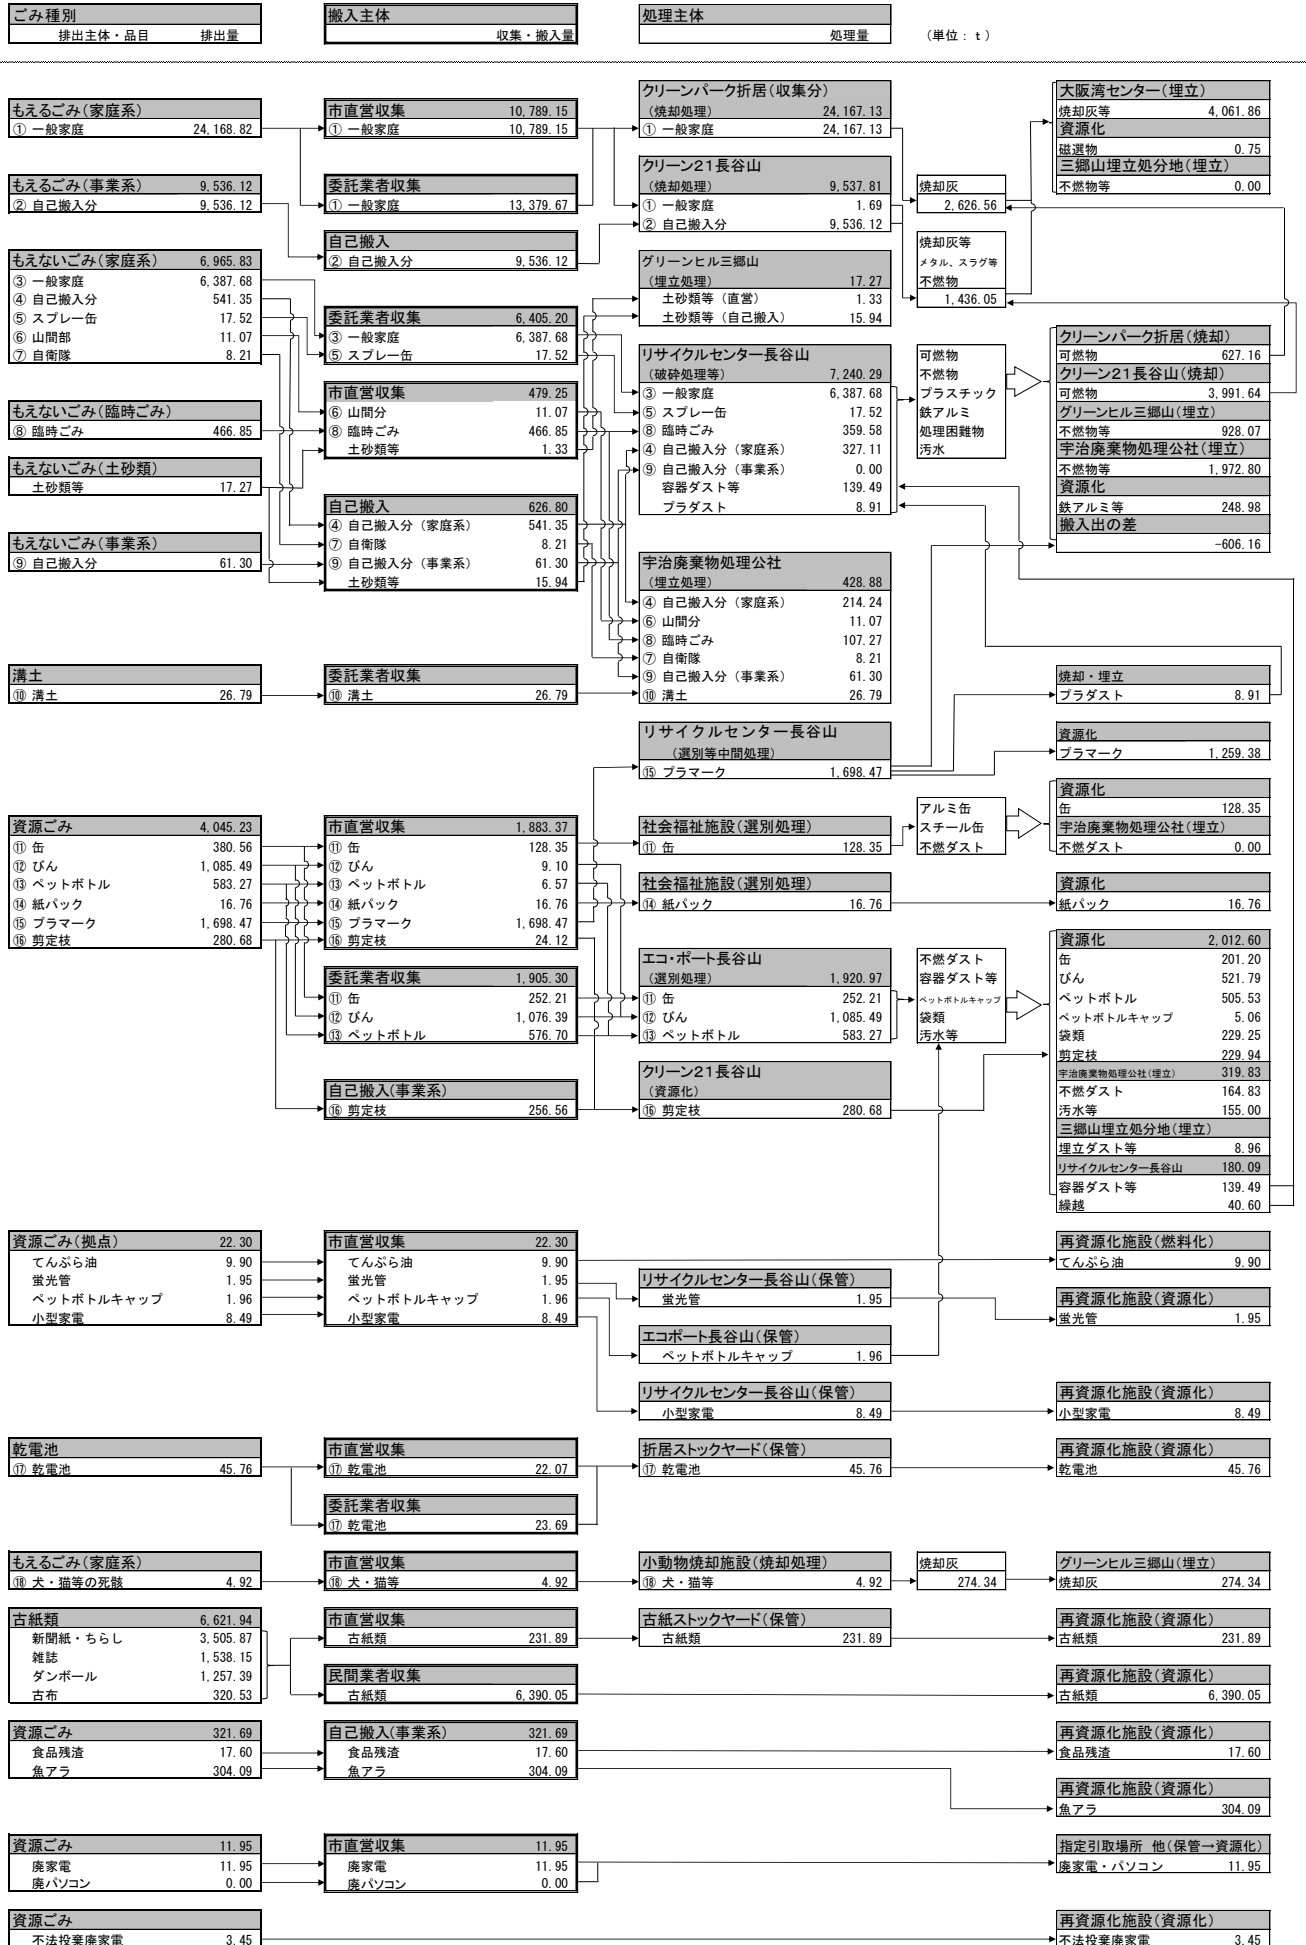 ごみ種別
排出主体・品目 排出量
搬入主体
収集・搬入量
処理主体
処理量
(単位:t)
もえるごみ(家庭系)
① 一般家庭 24,168.82
もえるごみ(事業系) 9,536.12
② 自己搬入分 9,536.12
もえないごみ(家庭系) 6,965.83
③ 一般家庭 6,387.68
④ 自己搬入分 541.35
⑤ スプレー缶 17.52
⑥ 山間部 11.07
⑦ 自衛隊 8.21
もえないごみ(臨時ごみ)
⑧ 臨時ごみ 466.85
もえないごみ(土砂類)
土砂類等 17.27
もえないごみ(事業系)
⑨ 自己搬入分 61.30
溝土
⑩ 溝土 26.79
資源ごみ 4,045.23
⑪ 缶 380.56
⑫ びん 1,085.49
⑬ ペットボトル 583.27
⑭ 紙パック 16.76
⑮ プラマーク 1,698.47
⑯ 剪定枝 280.68
資源ごみ(拠点) 22.30
てんぷら油 9.90
蛍光管 1.95
ペットボトルキャップ 1.96
小型家電 8.49
乾電池
⑰ 乾電池 45.76
もえるごみ(家庭系)
⑱ 犬・猫等の死骸 4.92
古紙類 6,621.94
新聞紙・ちらし 3,505.87
雑誌 1,538.15
ダンボール 1,257.39
古布 320.53
資源ごみ 321.69
食品残渣 17.60
魚アラ 304.09
資源ごみ 11.95
廃家電 11.95
廃パソコン 0.00
資源ごみ
不法投棄廃家電 3.45
市直営収集 10,789.15
① 一般家庭 10,789.15
委託業者収集
① 一般家庭 13,379.67
自己搬入
② 自己搬入分 9,536.12
委託業者収集 6,405.20
③ 一般家庭 6,387.68
⑤ スプレー缶 17.52
市直営収集 479.25
⑥ 山間分 11.07
⑧ 臨時ごみ 466.85
土砂類等 1.33
自己搬入 626.80
④ 自己搬入分(家庭系) 541.35
⑦ 自衛隊 8.21
⑨ 自己搬入分(事業系) 61.30
土砂類等 15.94
委託業者収集
⑩ 溝土 26.79
市直営収集 1,883.37
⑪ 缶 128.35
⑫ びん 9.10
⑬ ペットボトル 6.57
⑭ 紙パック 16.76
⑮ プラマーク 1,698.47
⑯ 剪定枝 24.12
委託業者収集 1,905.30
⑪ 缶 252.21
⑫ びん 1,076.39
⑬ ペットボトル 576.70
自己搬入(事業系)
⑯ 剪定枝 256.56
市直営収集 22.30
てんぷら油 9.90
蛍光管 1.95
ペットボトルキャップ 1.96
小型家電 8.49
市直営収集
⑰ 乾電池 22.07
委託業者収集
⑰ 乾電池 23.69
市直営収集
⑱ 犬・猫等 4.92
市直営収集
古紙類 231.89
民間業者収集
古紙類 6,390.05
自己搬入(事業系) 321.69
食品残渣 17.60
魚アラ 304.09
市直営収集 11.95
廃家電 11.95
廃パソコン 0.00
クリーンパーク折居(収集分)
(焼却処理) 24,167.13
① 一般家庭 24,167.13
クリーン21長谷山
(焼却処理) 9,537.81
① 一般家庭 1.69
② 自己搬入分 9,536.12
グリーンヒル三郷山
(埋立処理) 17.27
土砂類等(直営) 1.33
土砂類等(自己搬入) 15.94
リサイクルセンター長谷山
(破砕処理等) 7,240.29
③ 一般家庭 6,387.68
⑤ スプレー缶 17.52
⑧ 臨時ごみ 359.58
④ 自己搬入分(家庭系) 327.11
⑨ 自己搬入分(事業系) 0.00
容器ダスト等 139.49
プラダスト 8.91
宇治廃棄物処理公社
(埋立処理) 428.88
④ 自己搬入分(家庭系) 214.24
⑥ 山間分 11.07
⑧ 臨時ごみ 107.27
⑦ 自衛隊 8.21
⑨ 自己搬入分(事業系) 61.30
⑩ 溝土 26.79
リサイクルセンター長谷山
(選別等中間処理)
⑮ プラマーク 1,698.47
社会福祉施設(選別処理)
⑪ 缶 128.35
社会福祉施設(選別処理)
⑭ 紙パック 16.76
エコ・ポート長谷山
(選別処理) 1,920.97
⑪ 缶 252.21
⑫ びん 1,085.49
⑬ ペットボトル 583.27
クリーン21長谷山
(資源化)
⑯ 剪定枝 280.68
リサイクルセンター長谷山(保管)
蛍光管 1.95
エコポート長谷山(保管)
ペットボトルキャップ 1.96
リサイクルセンター長谷山(保管)
小型家電 8.49
折居ストックヤード(保管)
⑰ 乾電池 45.76
小動物焼却施設(焼却処理)
⑱ 犬・猫等 4.92
古紙ストックヤード(保管)
古紙類 231.89
焼却灰
2,626.56
焼却灰等
メタル、スラグ等
不燃物
1,436.05
可燃物
不燃物
プラスチック
鉄アルミ
処理困難物
汚水
アルミ缶
スチール缶
不燃ダスト
不燃ダスト
容器ダスト等
ペットボトルキャップ
袋類
汚水等
焼却灰
274.34
大阪湾センター(埋立)
焼却灰等 4,061.86
資源化
磁選物 0.75
三郷山埋立処分地(埋立)
不燃物等 0.00
クリーンパーク折居(焼却)
可燃物 627.16
クリーン21長谷山(焼却)
可燃物 3,991.64
グリーンヒル三郷山(埋立)
不燃物等 928.07
宇治廃棄物処理公社(埋立)
不燃物等 1,972.80
資源化
鉄アルミ等 248.98
搬入出の差
-606.16
焼却・埋立
プラダスト 8.91
資源化
プラマーク 1,259.38
資源化
缶 128.35
宇治廃棄物処理公社(埋立)
不燃ダスト 0.00
資源化
紙パック 16.76
資源化 2,012.60
缶 201.20
びん 521.79
ペットボトル 505.53
ペットボトルキャップ 5.06
袋類 229.25
剪定枝 229.94
宇治廃棄物処理公社(埋立) 319.83
不燃ダスト 164.83
汚水等 155.00
三郷山埋立処分地(埋立)
埋立ダスト等 8.96
リサイクルセンター長谷山 180.09
容器ダスト等 139.49
繰越 40.60
再資源化施設(燃料化)
てんぷら油 9.90
再資源化施設(資源化)
蛍光管 1.95
再資源化施設(資源化)
小型家電 8.49
再資源化施設(資源化)
乾電池 45.76
グリーンヒル三郷山(埋立)
焼却灰 274.34
再資源化施設(資源化)
古紙類 231.89
再資源化施設(資源化)
古紙類 6,390.05
再資源化施設(資源化)
食品残渣 17.60
再資源化施設(資源化)
魚アラ 304.09
指定引取場所 他(保管→資源化)
廃家電・パソコン 11.95
再資源化施設(資源化)
不法投棄廃家電 3.45